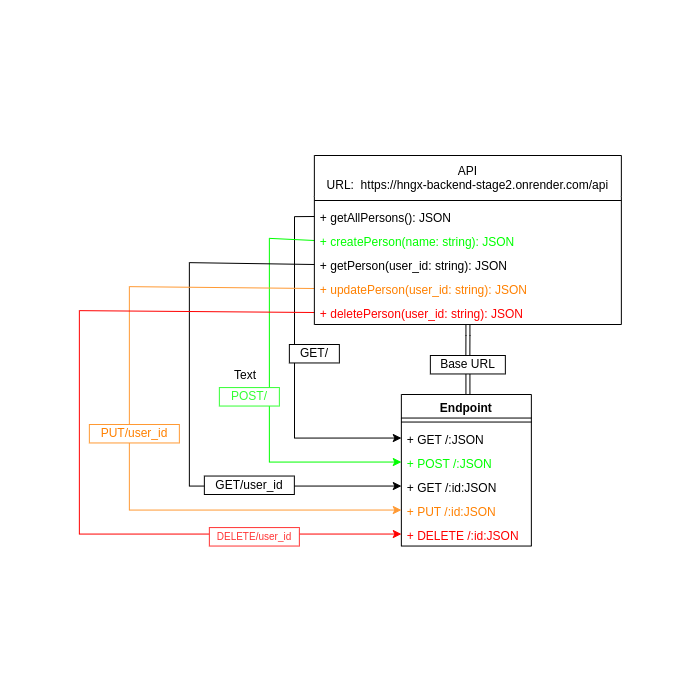 API
URL:  https://hngx-backend-stage2.onrender.com/api
+ getAllPersons(): JSON
+ createPerson(name: string): JSON
+ getPerson(user_id: string): JSON
+ updatePerson(user_id: string): JSON
+ deletePerson(user_id: string): JSON
GET/
Base URL
Text
POST/
Endpoint
PUT/user_id
+ GET /:JSON
+ POST /:JSON
GET/user_id
+ GET /:id:JSON
+ PUT /:id:JSON
DELETE/user_id
+ DELETE /:id:JSON